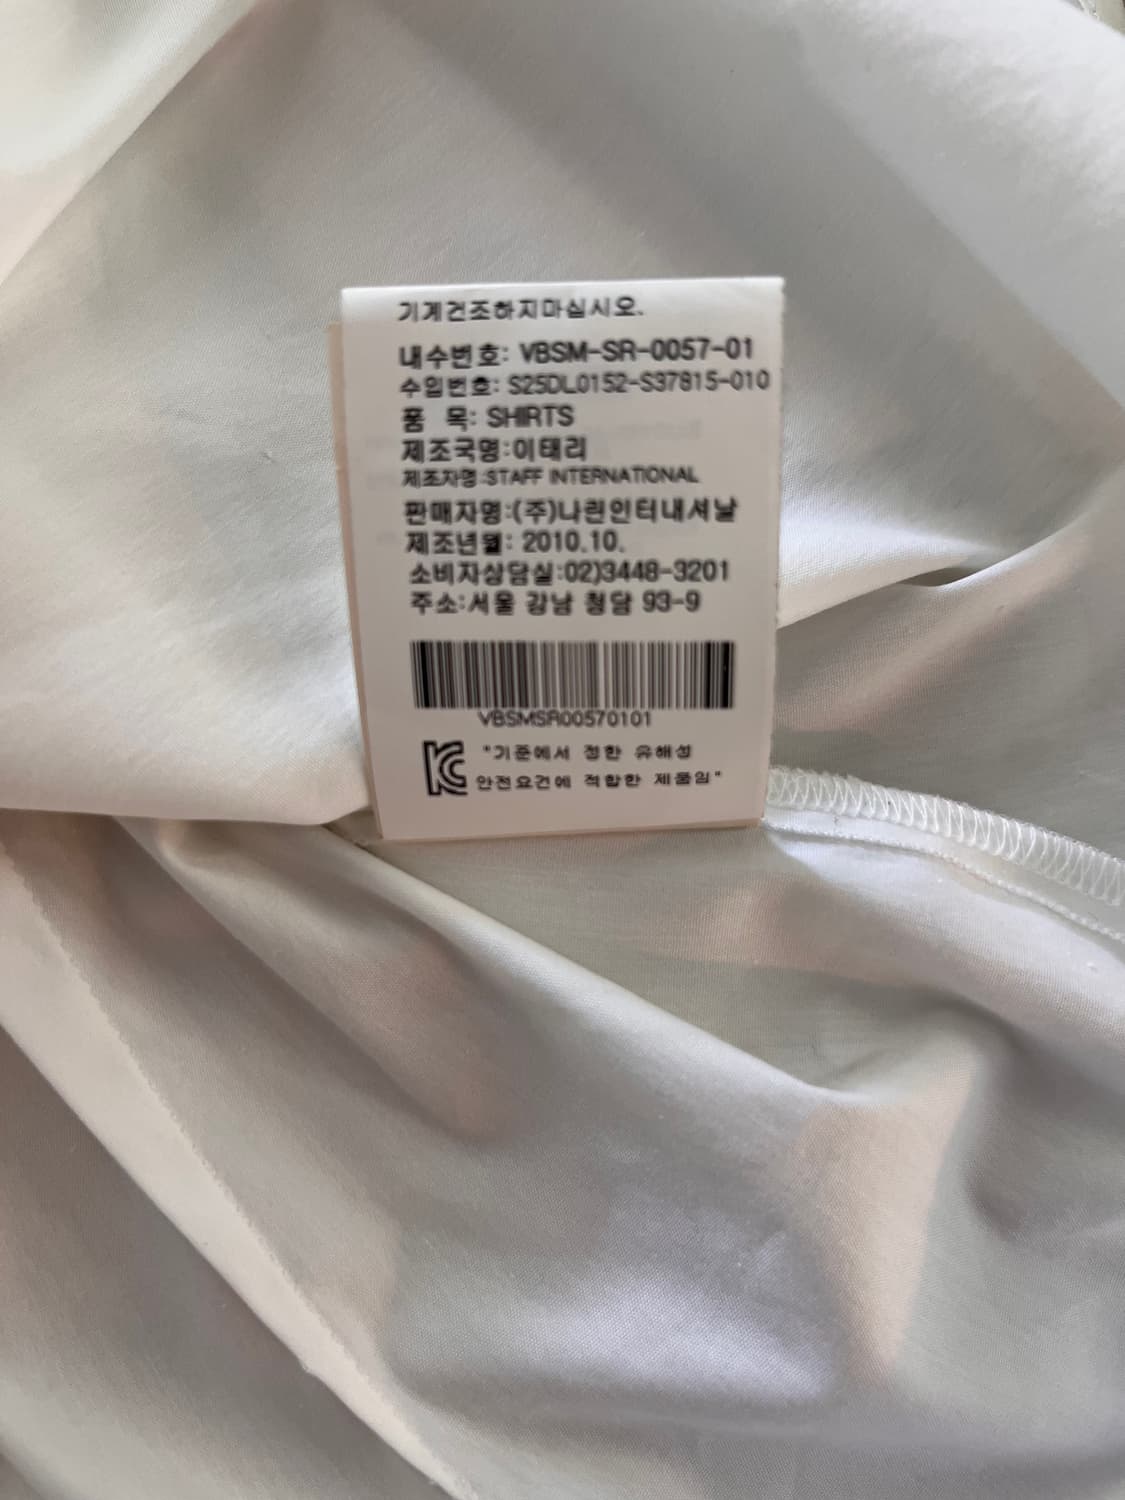 기계건조하지마십시오.
내수번호: VBSM-SR-0057-01
수입번호: S25DL0152-S37815-010
품 목: SHIRTS
제조국명:이태리
제조자명:STAFF INTERNATIONAL
판매자명:(주)나린인터내셔날
제조년월: 2010.10.
소비자상담실:02)3448-3201
주소:서울 강남 청담 93-9
VBSMSR00570101
"기준에서 정한 유해성
안전요건에 적합한 제품임"